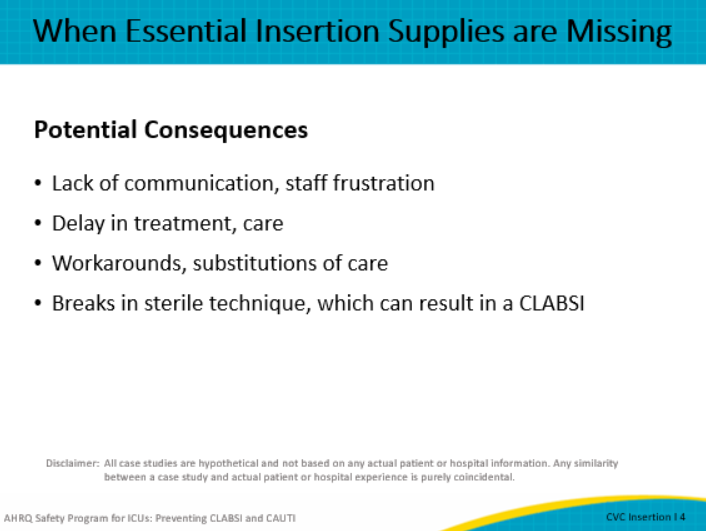 When Essential Insertion Supplies are Missing
Potential Consequences
• Lack of communication, staff frustration
• Delay in treatment, care
• Workarounds, substitutions of care
• Breaks in sterile technique, which can result in a CLABSI
Disclaimer: All case studies are hypothetical and not based on any actual patient or hospital information. Any similarity
between a case study and actual patient or hospital experience is purely coincidental.
AHRQ Safety Program for ICUs: Preventing CLABSI and CAUTI
CVC Insertion I 4